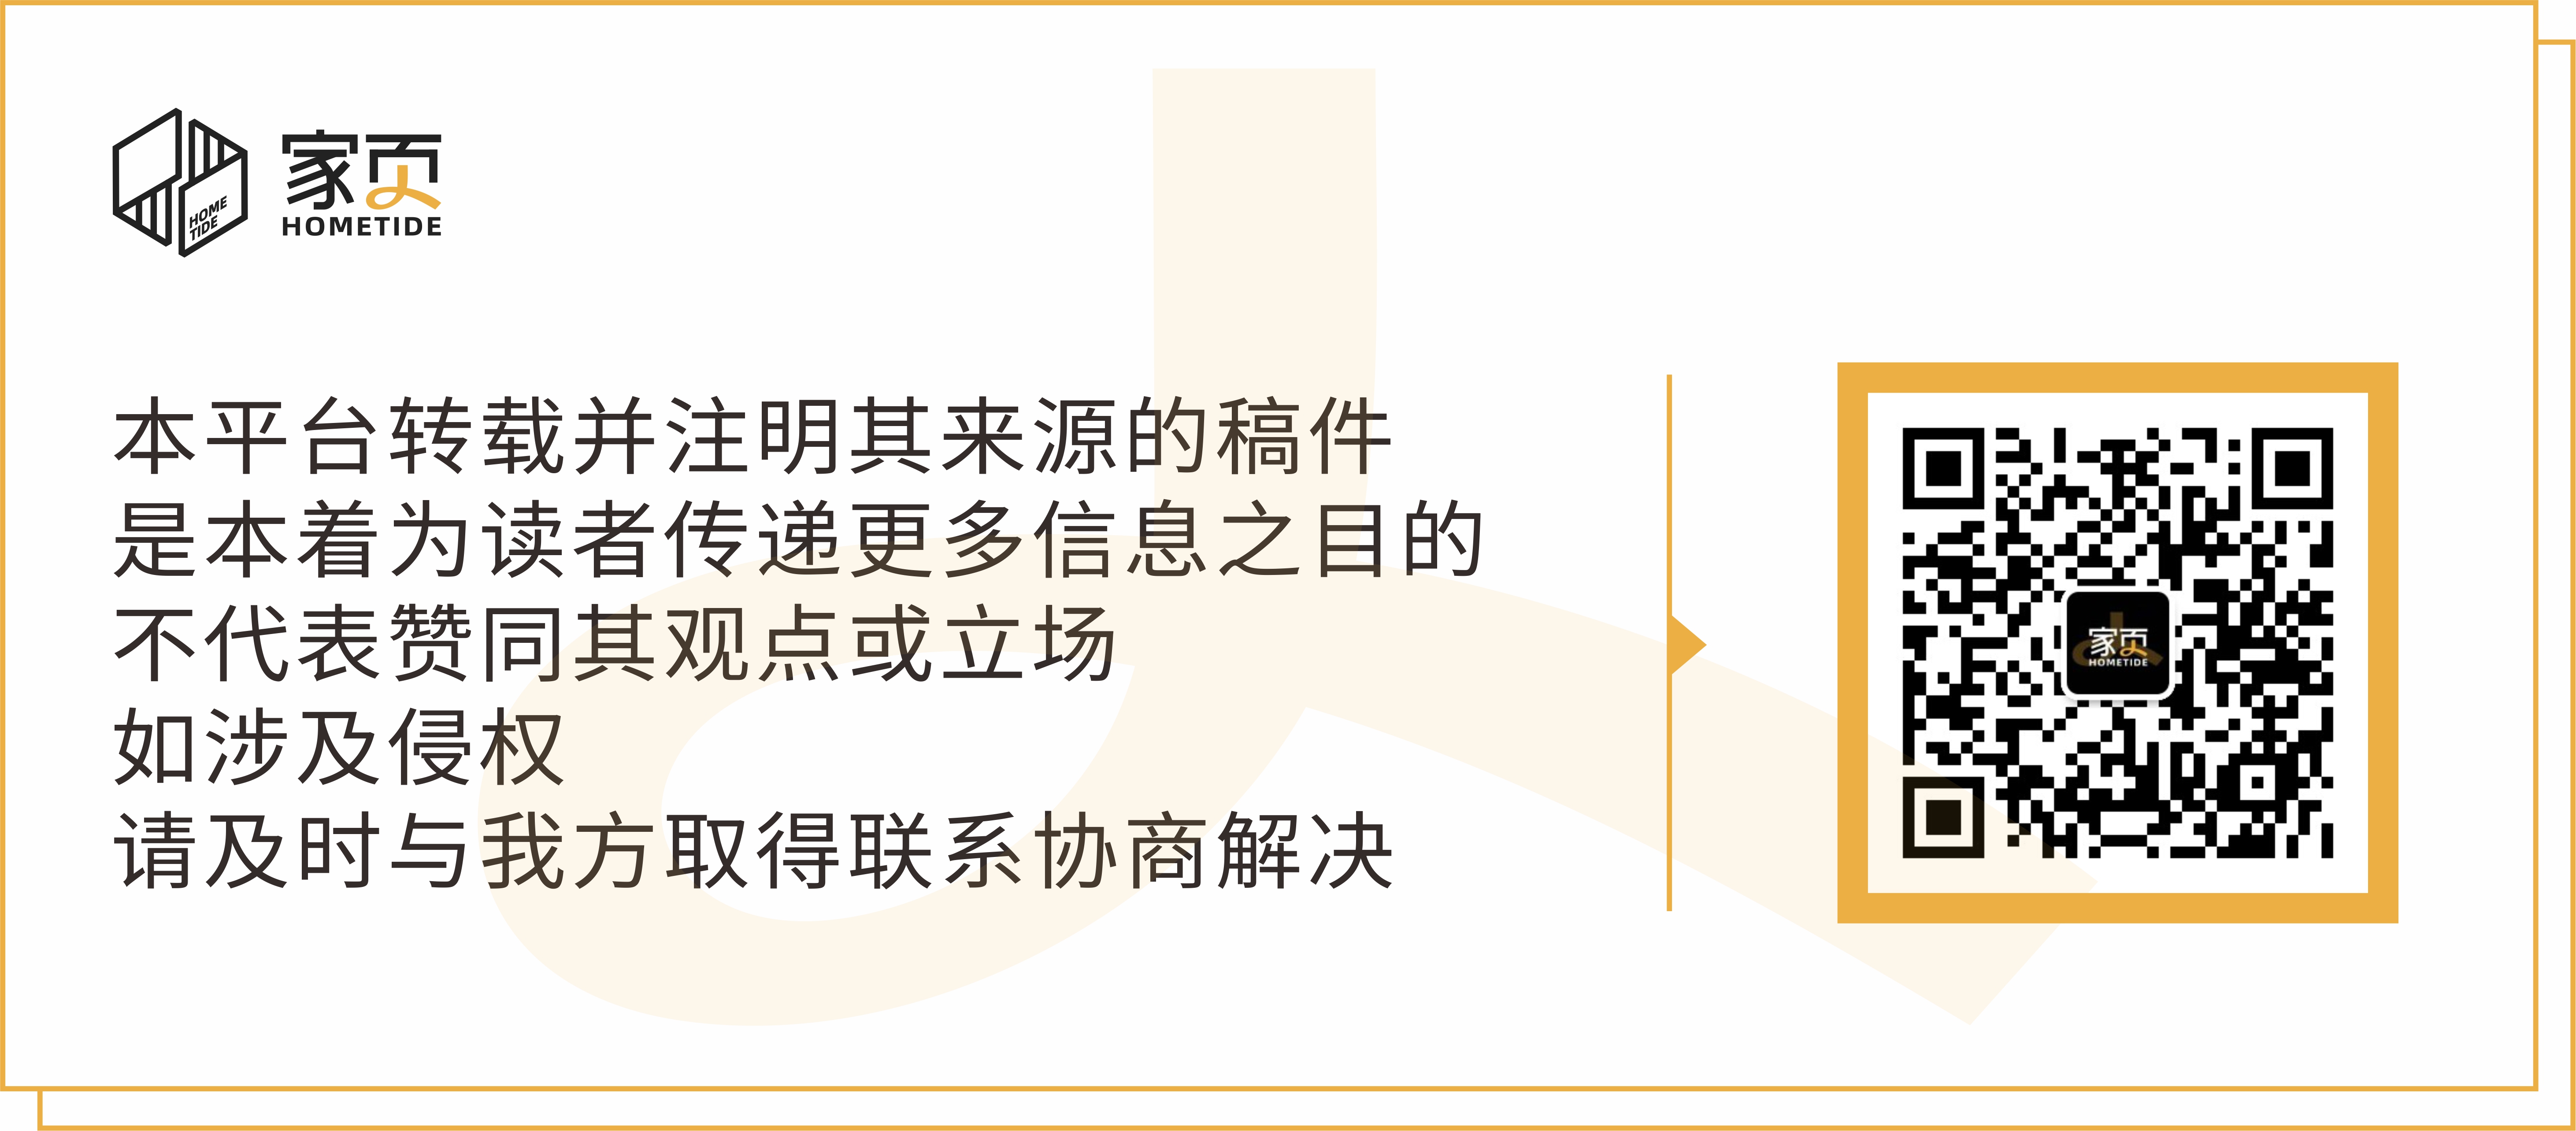 HOME
TIDE
家页
HOMETIDE
本平台转载并注明其来源的稿件
是本着为读者传递更多信息之目的
不代表赞同其观点或立场
如涉及侵权
请及时与我方取得联系协商解决
家页
HOMETIDE